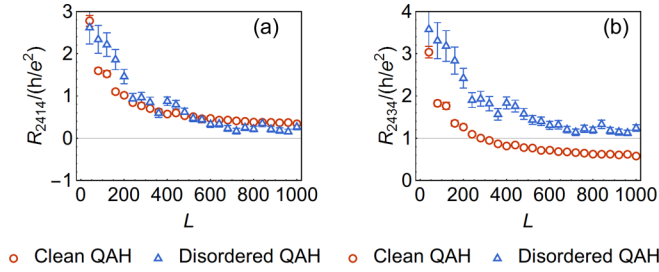 (a)
R2414/(h/e²)
3
2
1
0
−1
0 200 400 600 800 1000
L
Clean QAH Disordered QAH
(b)
R2434/(h/e²)
4
3
2
1
0
0 200 400 600 800 1000
L
Clean QAH Disordered QAH